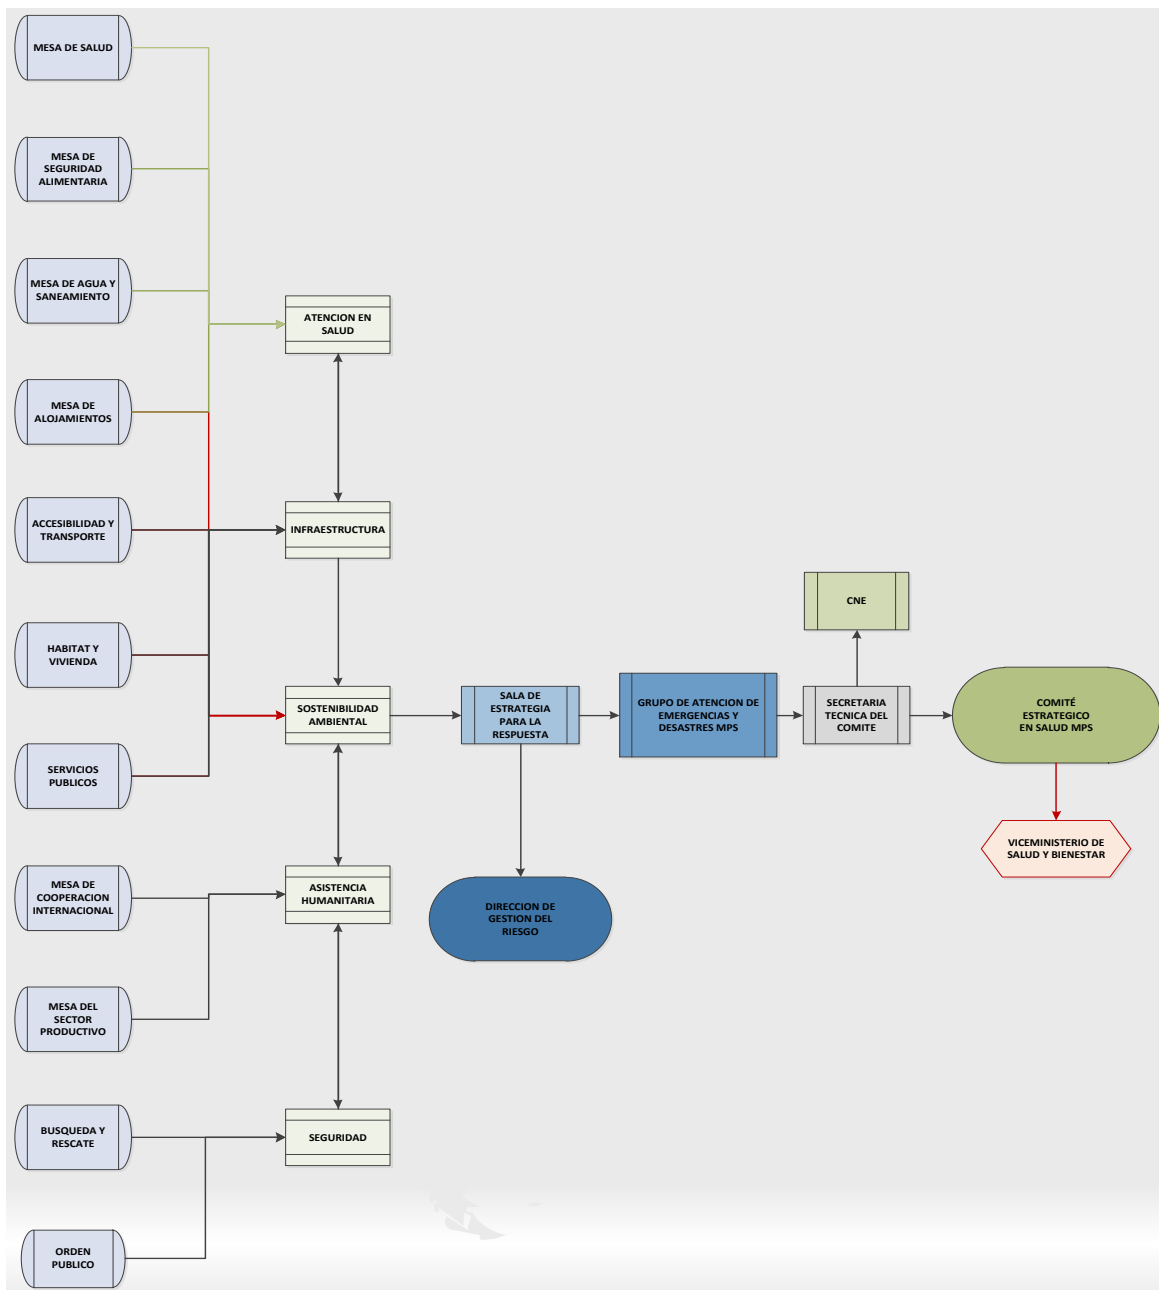 MESA DE SALUD
MESA DE
SEGURIDAD
ALIMENTARIA
MESA DE AGUA Y
SANEAMIENTO
MESA DE
ALOJAMIENTOS
ACCESIBILIDAD Y
TRANSPORTE
HABITAT Y
VIVIENDA
SERVICIOS
PUBLICOS
MESA DE
COOPERACION
INTERNACIONAL
MESA DEL
SECTOR
PRODUCTIVO
BUSQUEDA Y
RESCATE
ORDEN
PUBLICO
ATENCION EN
SALUD
INFRAESTRUCTURA
SOSTENIBILIDAD
AMBIENTAL
ASISTENCIA
HUMANITARIA
SEGURIDAD
SALA DE
ESTRATEGIA
PARA LA
RESPUESTA
DIRECCION DE
GESTION DEL
RIESGO
GRUPO DE ATENCION DE
EMERGENCIAS Y
DESASTRES MPS
CNE
SECRETARIA
TECNICA DEL
COMITE
COMITÉ
ESTRATEGICO
EN SALUD MPS
VICEMINISTERIO DE
SALUD Y BIENESTAR